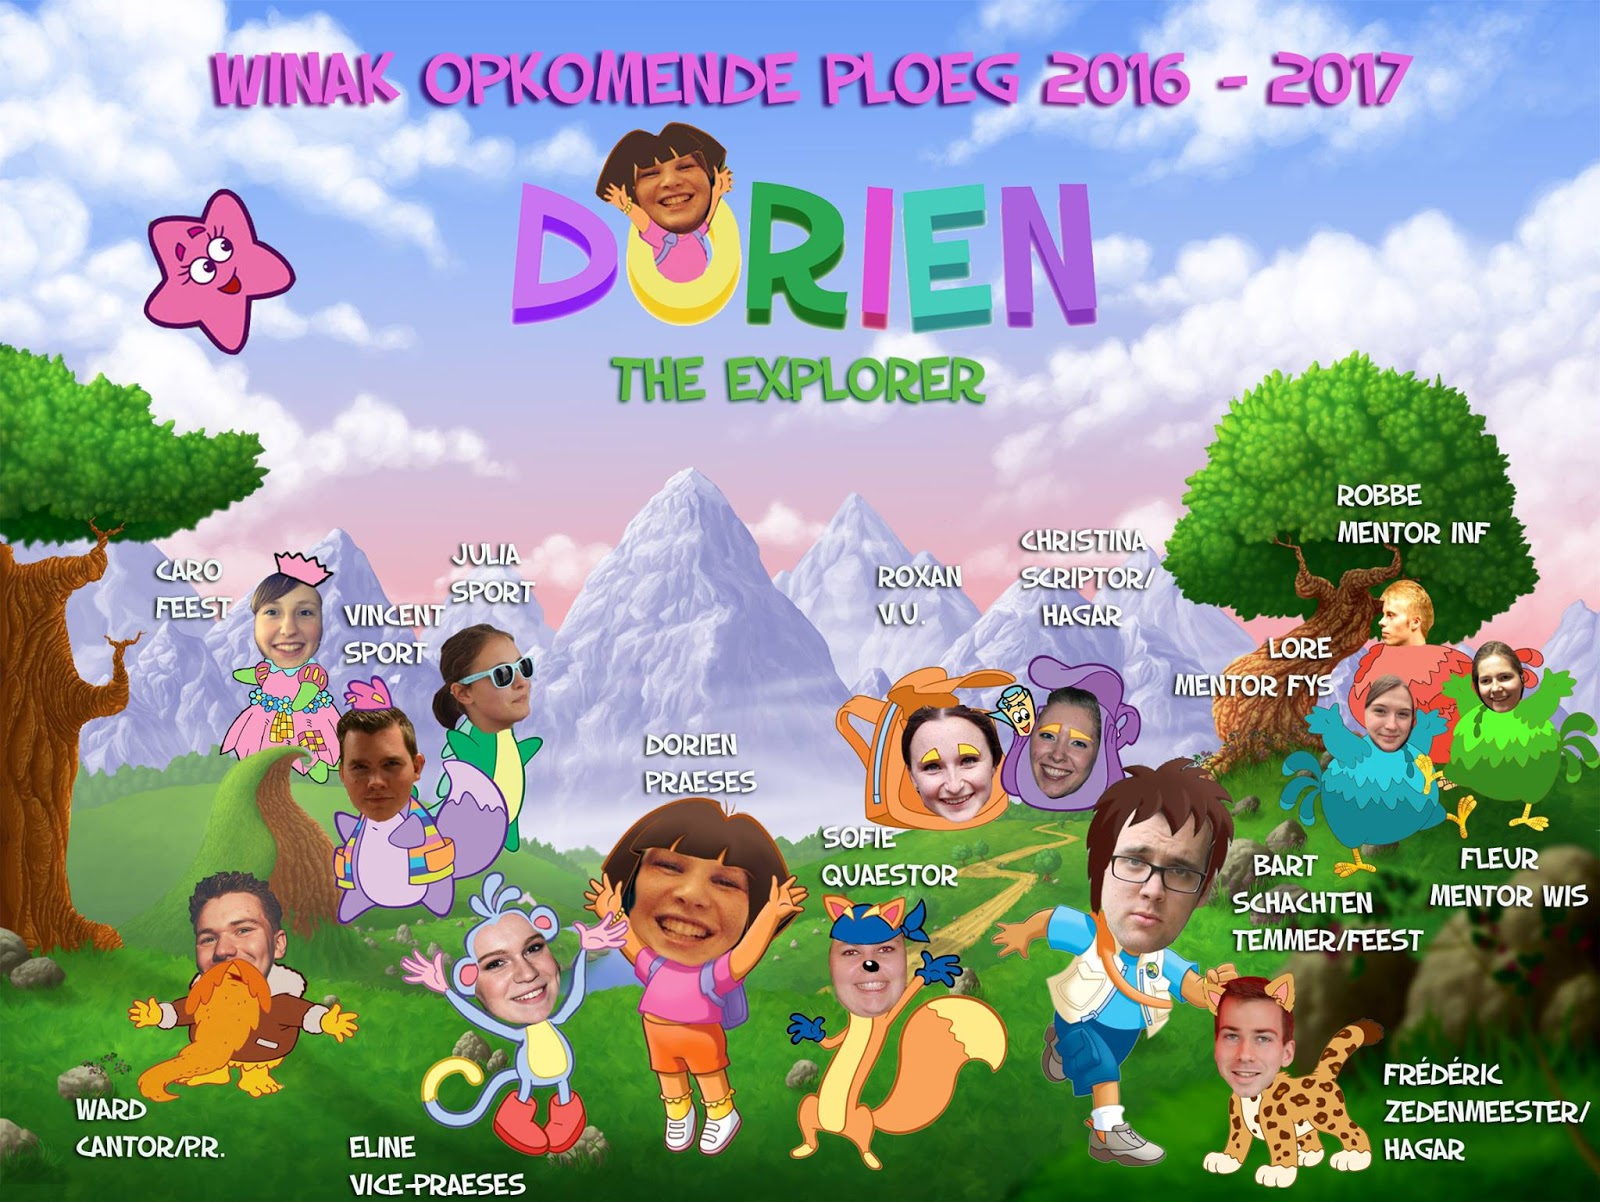 WINAK OPKOMENDE PLOEG 2016 - 2017
DORIEN
THE EXPLORER
CARO
FEEST
VINCENT
SPORT
JULIA
SPORT
ROXAN
V.U.
CHRISTINA
SCRIPTOR/
HAGAR
ROBBE
MENTOR INF
LORE
MENTOR FYS
DORIEN
PRAESES
SOFIE
QUAESTOR
BART
SCHACHTEN
TEMMER/FEEST
FLEUR
MENTOR WIS
WARD
CANTOR/P.R.
ELINE
VICE-PRAESES
FRÉDÉRIC
ZEDENMEESTER/
HAGAR